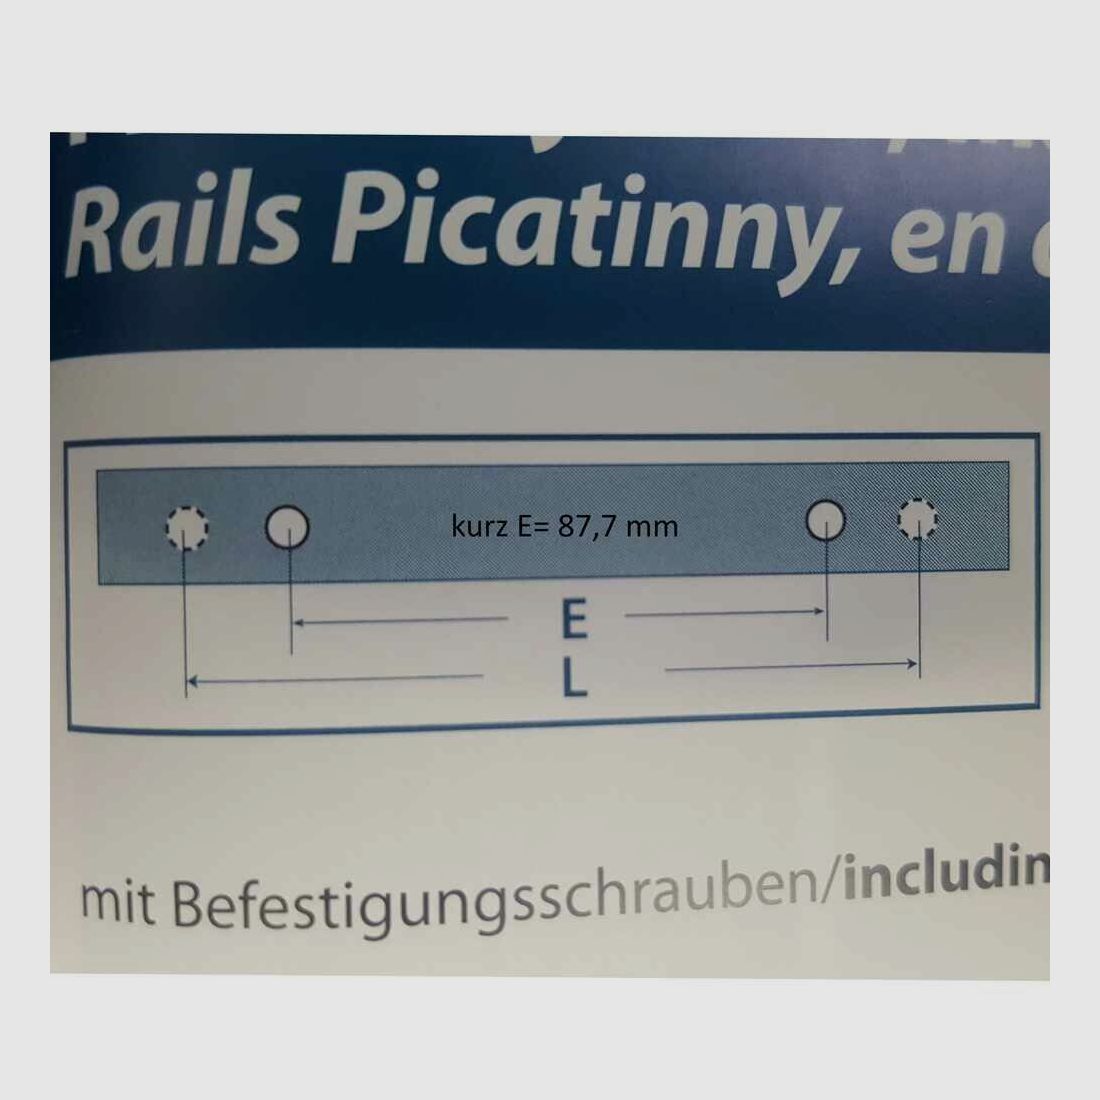 Rails Picatinny, en
kurz E= 87,7 mm
E
L
mit Befestigungsschrauben/includin